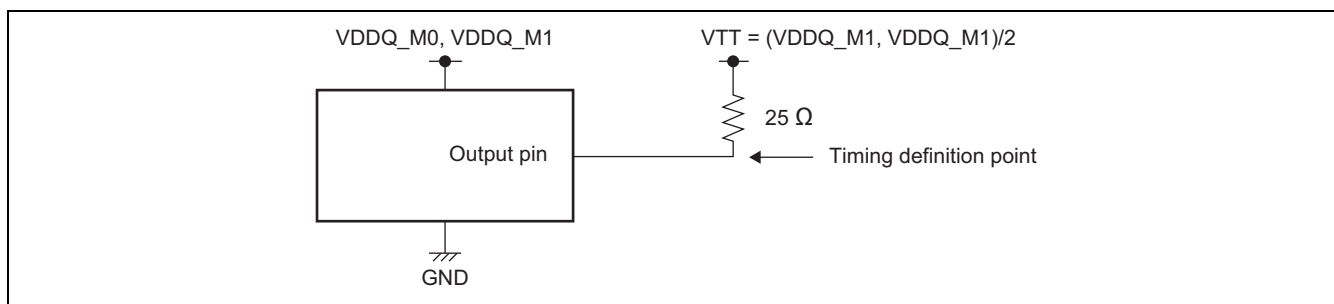 VDDQ_M0, VDDQ_M1
VTT = (VDDQ_M1, VDDQ_M1)/2
25 Ω
Output pin
Timing definition point
GND